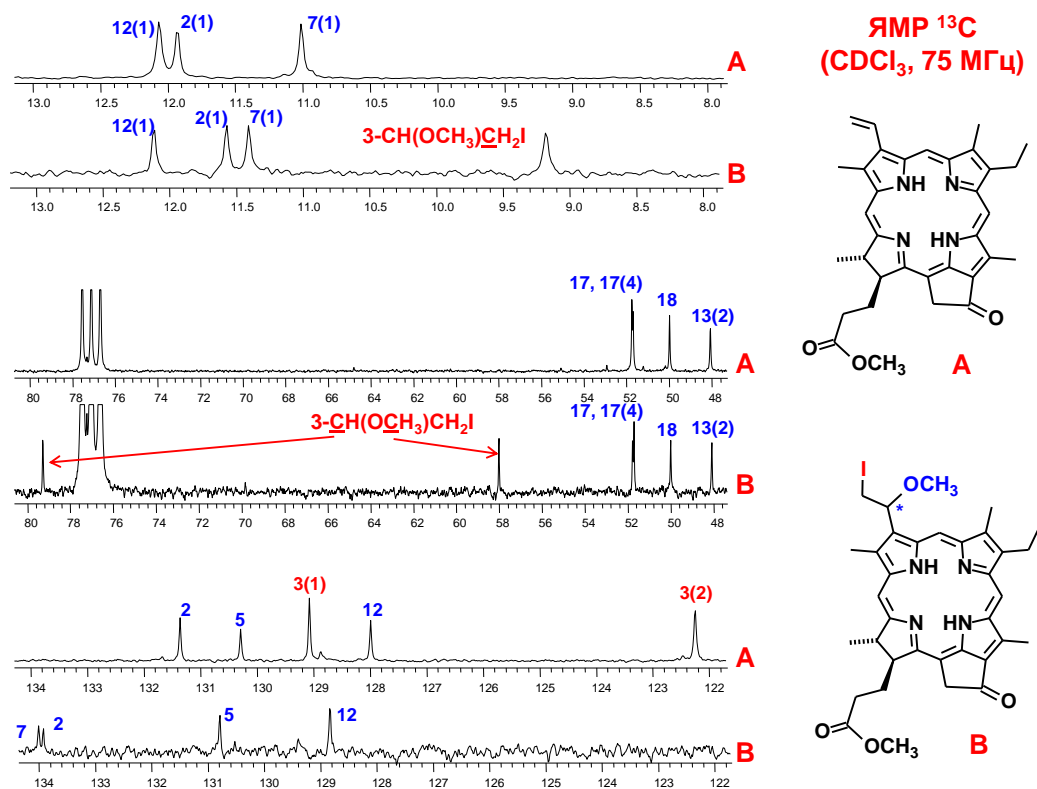 ЯМР 13C
(CDCl3, 75 МГц)
12(1) 2(1) 7(1)
A
13.0 12.5 12.0 11.5 11.0 10.5 10.0 9.5 9.0 8.5 8.0
12(1) 2(1) 7(1) 3-CH(OCH3)CH2I
B
13.0 12.5 12.0 11.5 11.0 10.5 10.0 9.5 9.0 8.5 8.0
17, 17(4) 18 13(2)
A
80 78 76 74 72 70 68 66 64 62 60 58 56 54 52 50 48
3-CH(OCH3)CH2I 17, 17(4) 18 13(2)
B
80 78 76 74 72 70 68 66 64 62 60 58 56 54 52 50 48
2 5 3(1) 12 3(2)
A
134 133 132 131 130 129 128 127 126 125 124 123 122
7 2 5 12
B
134 133 132 131 130 129 128 127 126 125 124 123 122
NH N
N HN
O
O
OCH3
A
I
OCH3
*
NH N
N HN
O
O
OCH3
B